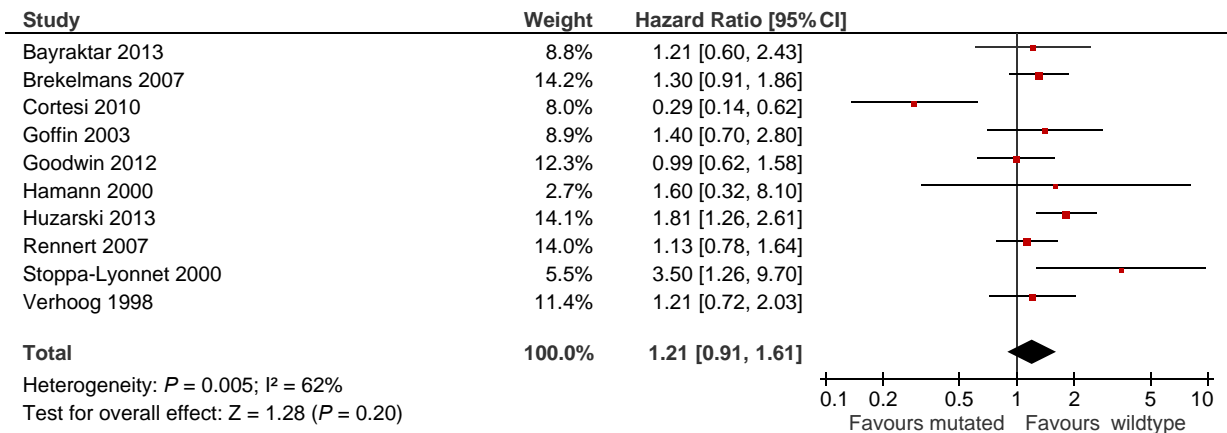 Study Weight Hazard Ratio [95% CI]
Bayraktar 2013 8.8% 1.21 [0.60, 2.43]
Brekelmans 2007 14.2% 1.30 [0.91, 1.86]
Cortesi 2010 8.0% 0.29 [0.14, 0.62]
Goffin 2003 8.9% 1.40 [0.70, 2.80]
Goodwin 2012 12.3% 0.99 [0.62, 1.58]
Hamann 2000 2.7% 1.60 [0.32, 8.10]
Huzarski 2013 14.1% 1.81 [1.26, 2.61]
Rennert 2007 14.0% 1.13 [0.78, 1.64]
Stoppa-Lyonnet 2000 5.5% 3.50 [1.26, 9.70]
Verhoog 1998 11.4% 1.21 [0.72, 2.03]
Total 100.0% 1.21 [0.91, 1.61]
Heterogeneity: P = 0.005; I² = 62%
Test for overall effect: Z = 1.28 (P = 0.20)
0.1 0.2 0.5 1 2 5 10
Favours mutated Favours wildtype